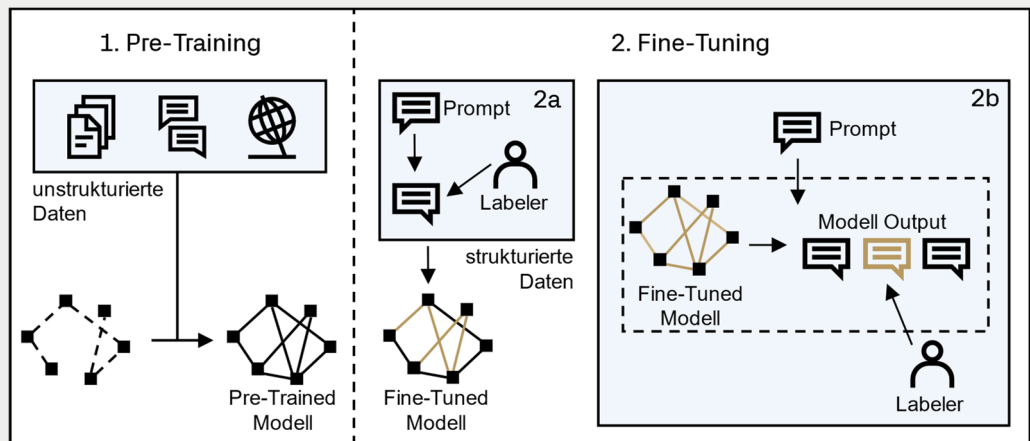 1. Pre-Training
unstrukturierte
Daten
Pre-Trained
Modell
2. Fine-Tuning
2a
Prompt
Labeler
strukturierte
Daten
Fine-Tuned
Modell
2b
Prompt
Modell Output
Fine-Tuned
Modell
Labeler